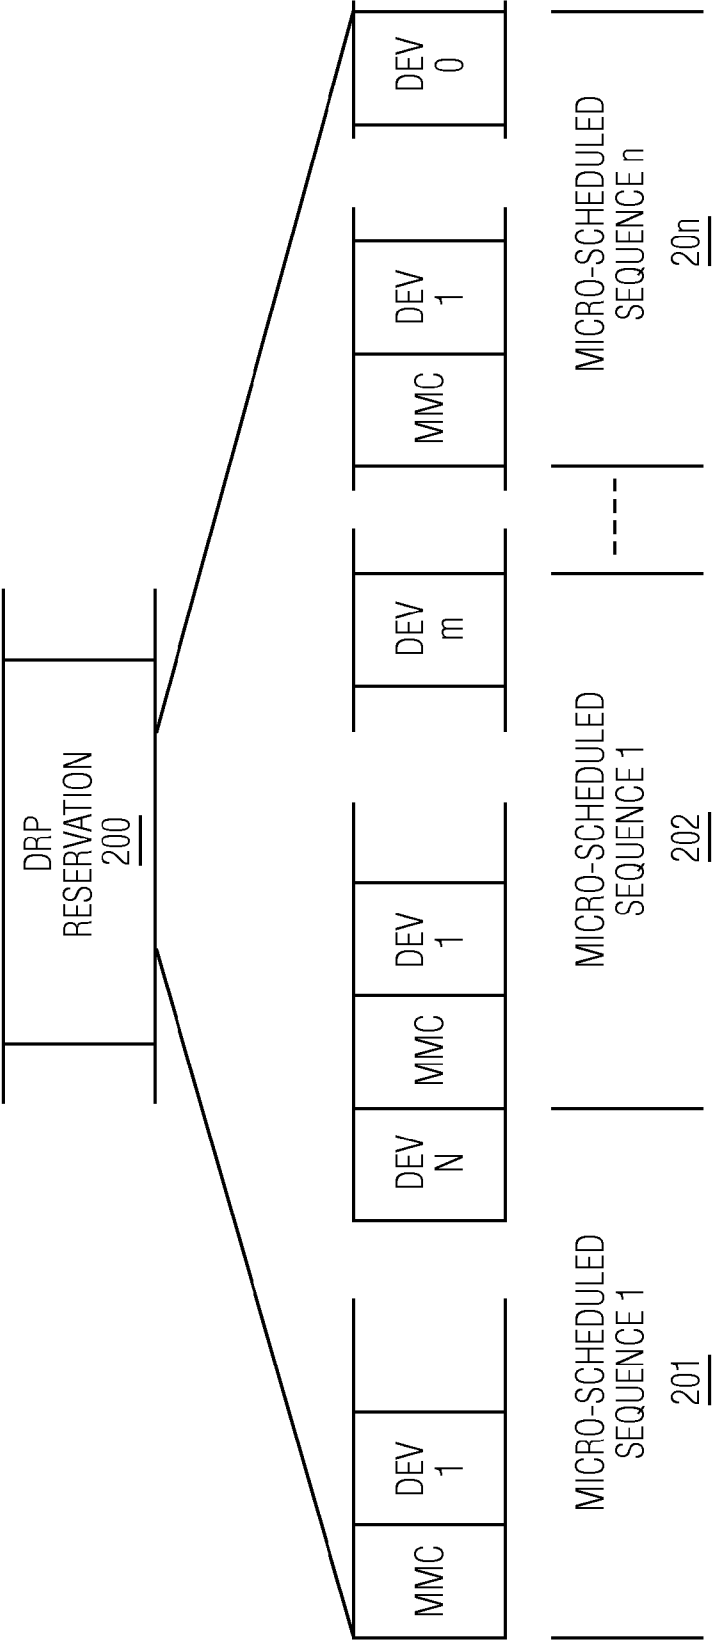 DRP
RESERVATION
200
MMC
DEV
1
DEV
N
MMC
DEV
1
DEV
m
MMC
DEV
1
DEV
0
MICRO-SCHEDULED
SEQUENCE 1
201
MICRO-SCHEDULED
SEQUENCE 1
202
MICRO-SCHEDULED
SEQUENCE n
20n